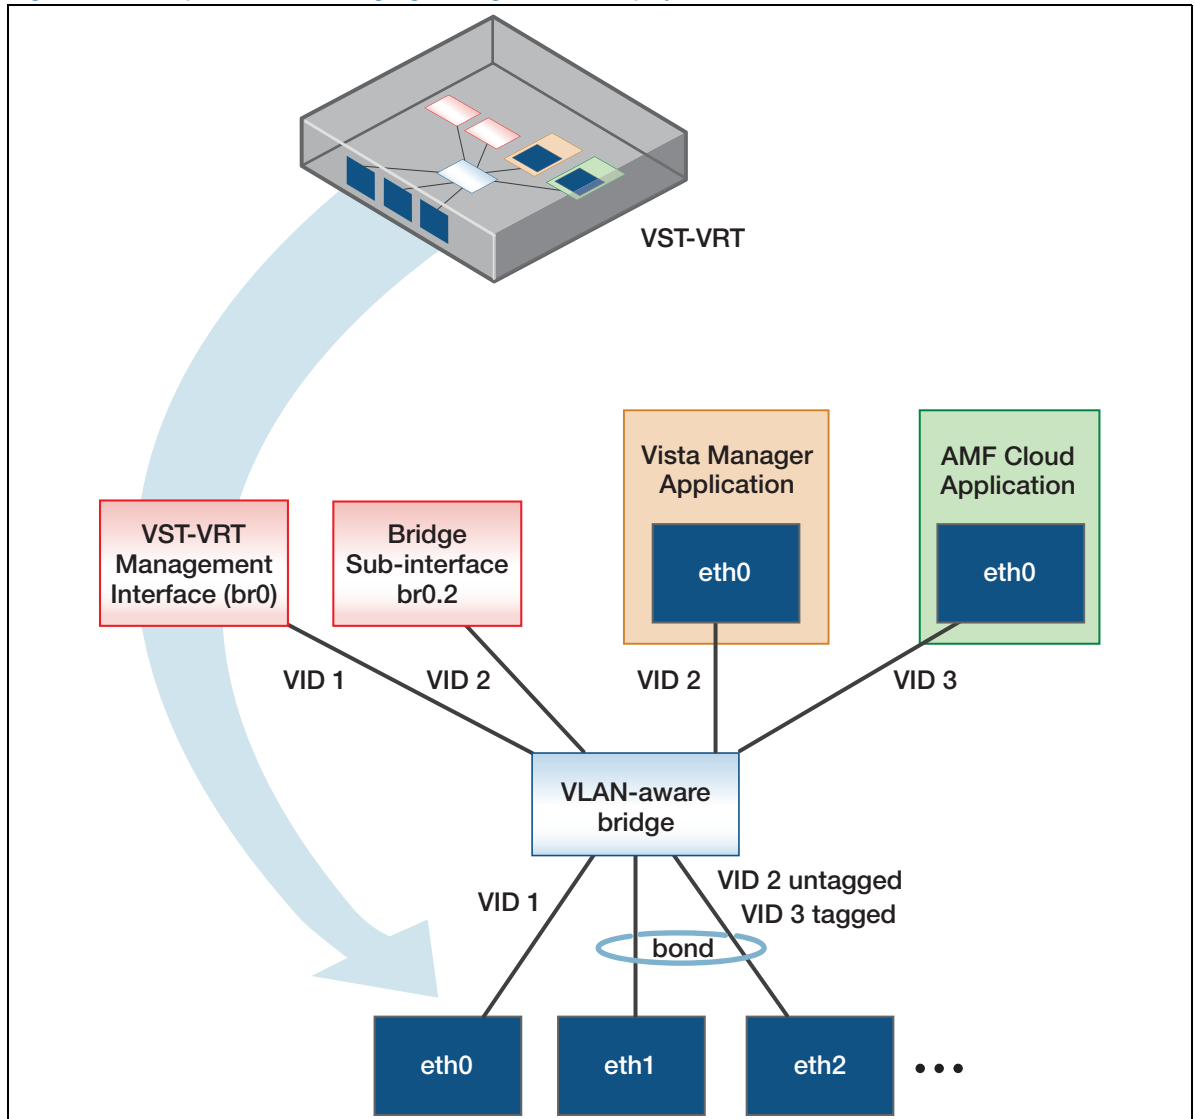 VST-VRT
Vista Manager
Application
eth0
AMF Cloud
Application
eth0
VST-VRT
Management
Interface (br0)
Bridge
Sub-interface
br0.2
VID 1
VID 2
VID 2
VID 3
VLAN-aware
bridge
VID 1
VID 2 untagged
VID 3 tagged
bond
eth0
eth1
eth2